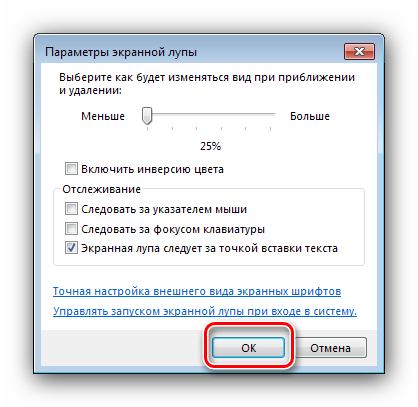 Параметры экранной лупы
Выберите как будет изменяться вид при приближении
и удалении:
Меньше Больше
25%
Включить инверсию цвета
Отслеживание
Следовать за указателем мыши
Следовать за фокусом клавиатуры
Экранная лупа следует за точкой вставки текста
Точная настройка внешнего вида экранных шрифтов
Управлять запуском экранной лупы при входе в систему.
ОК Отмена